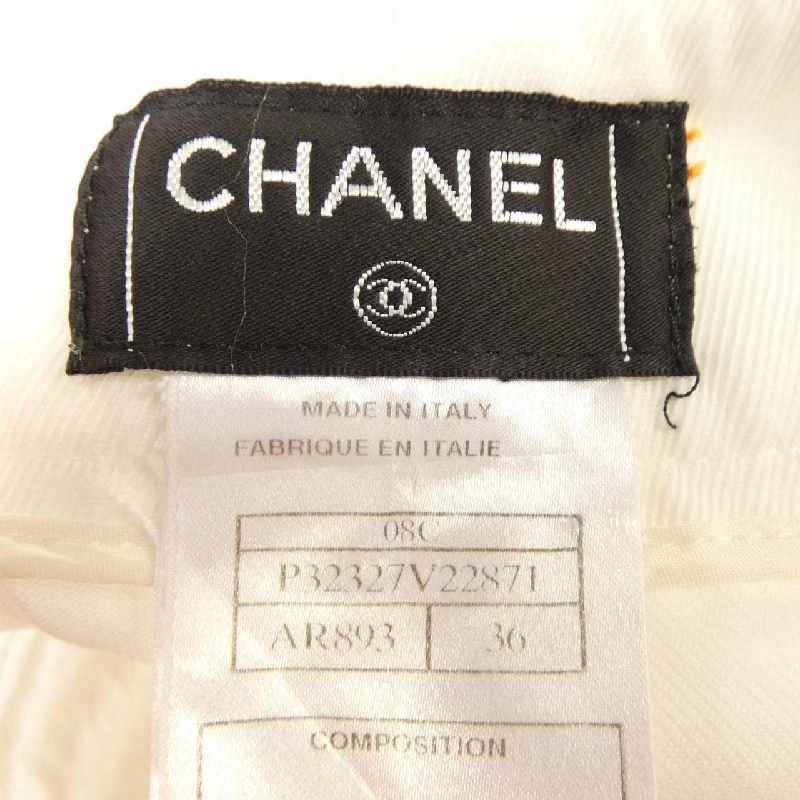 CHANEL
MADE IN ITALY
FABRIQUE EN ITALIE
08C
P32327V22871
AR893 36
COMPOSITION